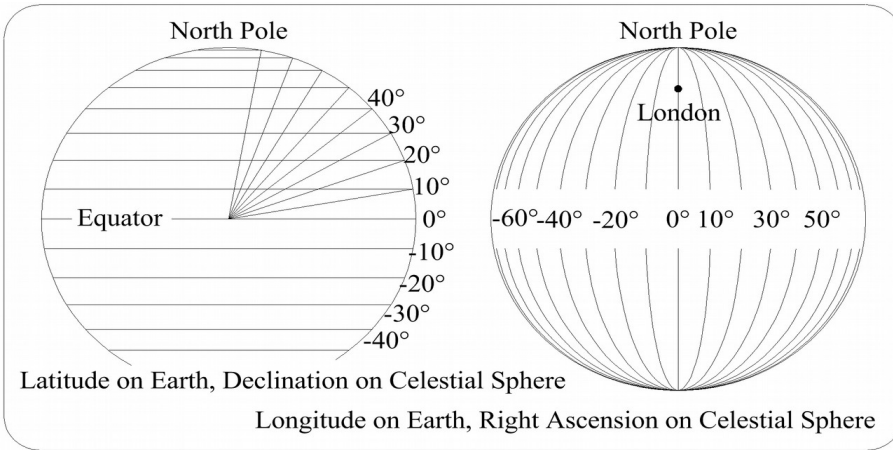 North Pole
40°
30°
20°
10°
Equator
0°
-10°
-20°
-30°
-40°
Latitude on Earth, Declination on Celestial Sphere
North Pole
London
-60° -40° -20° 0° 10° 30° 50°
Longitude on Earth, Right Ascension on Celestial Sphere